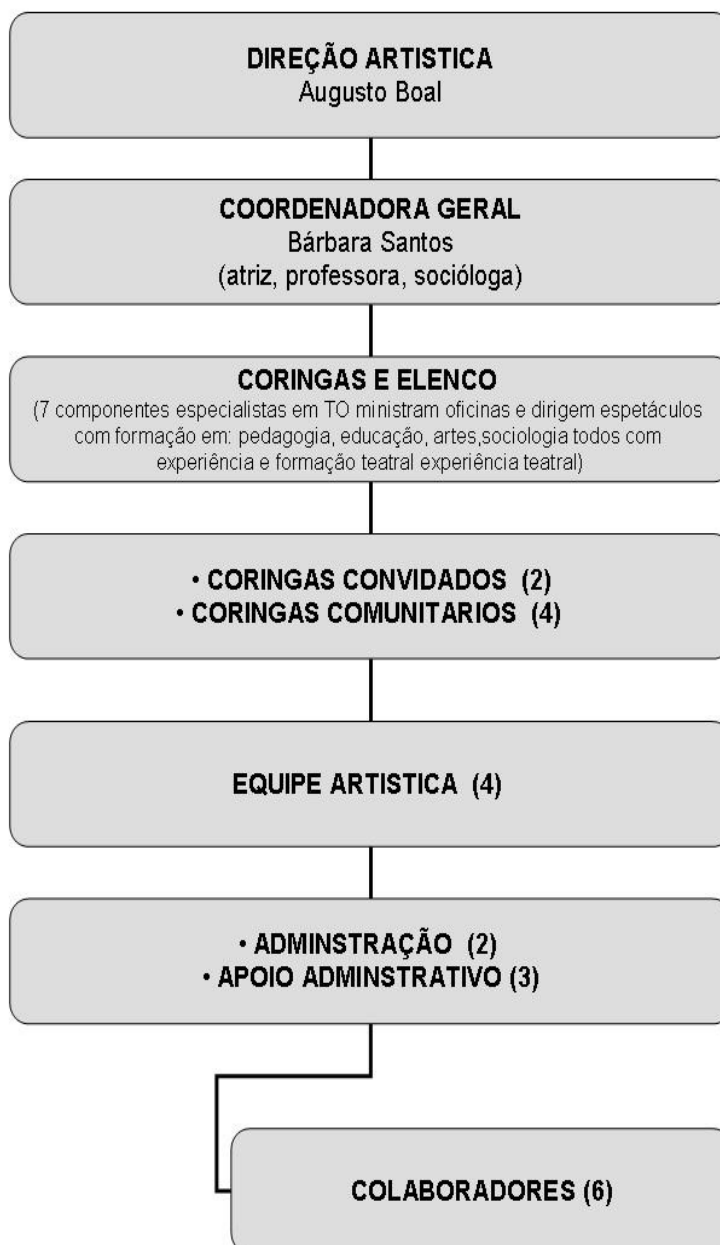 DIREÇÃO ARTISTICA
Augusto Boal
COORDENADORA GERAL
Bárbara Santos
(atriz, professora, socióloga)
CORINGAS E ELENCO
(7 componentes especialistas em TO ministram oficinas e dirigem espetáculos
com formação em: pedagogia, educação, artes,sociologia todos com
experiência e formação teatral experiência teatral)
• CORINGAS CONVIDADOS (2)
• CORINGAS COMUNITARIOS (4)
EQUIPE ARTISTICA (4)
• ADMINSTRAÇÃO (2)
• APOIO ADMINSTRATIVO (3)
COLABORADORES (6)